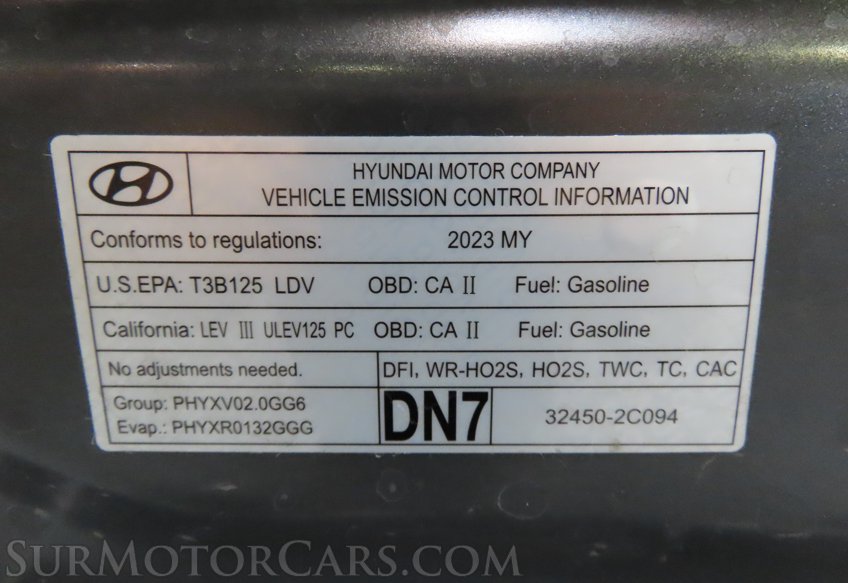 HYUNDAI MOTOR COMPANY
VEHICLE EMISSION CONTROL INFORMATION
Conforms to regulations: 2023 MY
U.S.EPA: T3B125 LDV OBD: CA II Fuel: Gasoline
California: LEV III ULEV125 PC OBD: CA II Fuel: Gasoline
No adjustments needed. DFI, WR-HO2S, HO2S, TWC, TC, CAC
Group: PHYXV02.0GG6
Evap.: PHYXR0132GGG
DN7
32450-2C094
SURMOTORCARS.COM